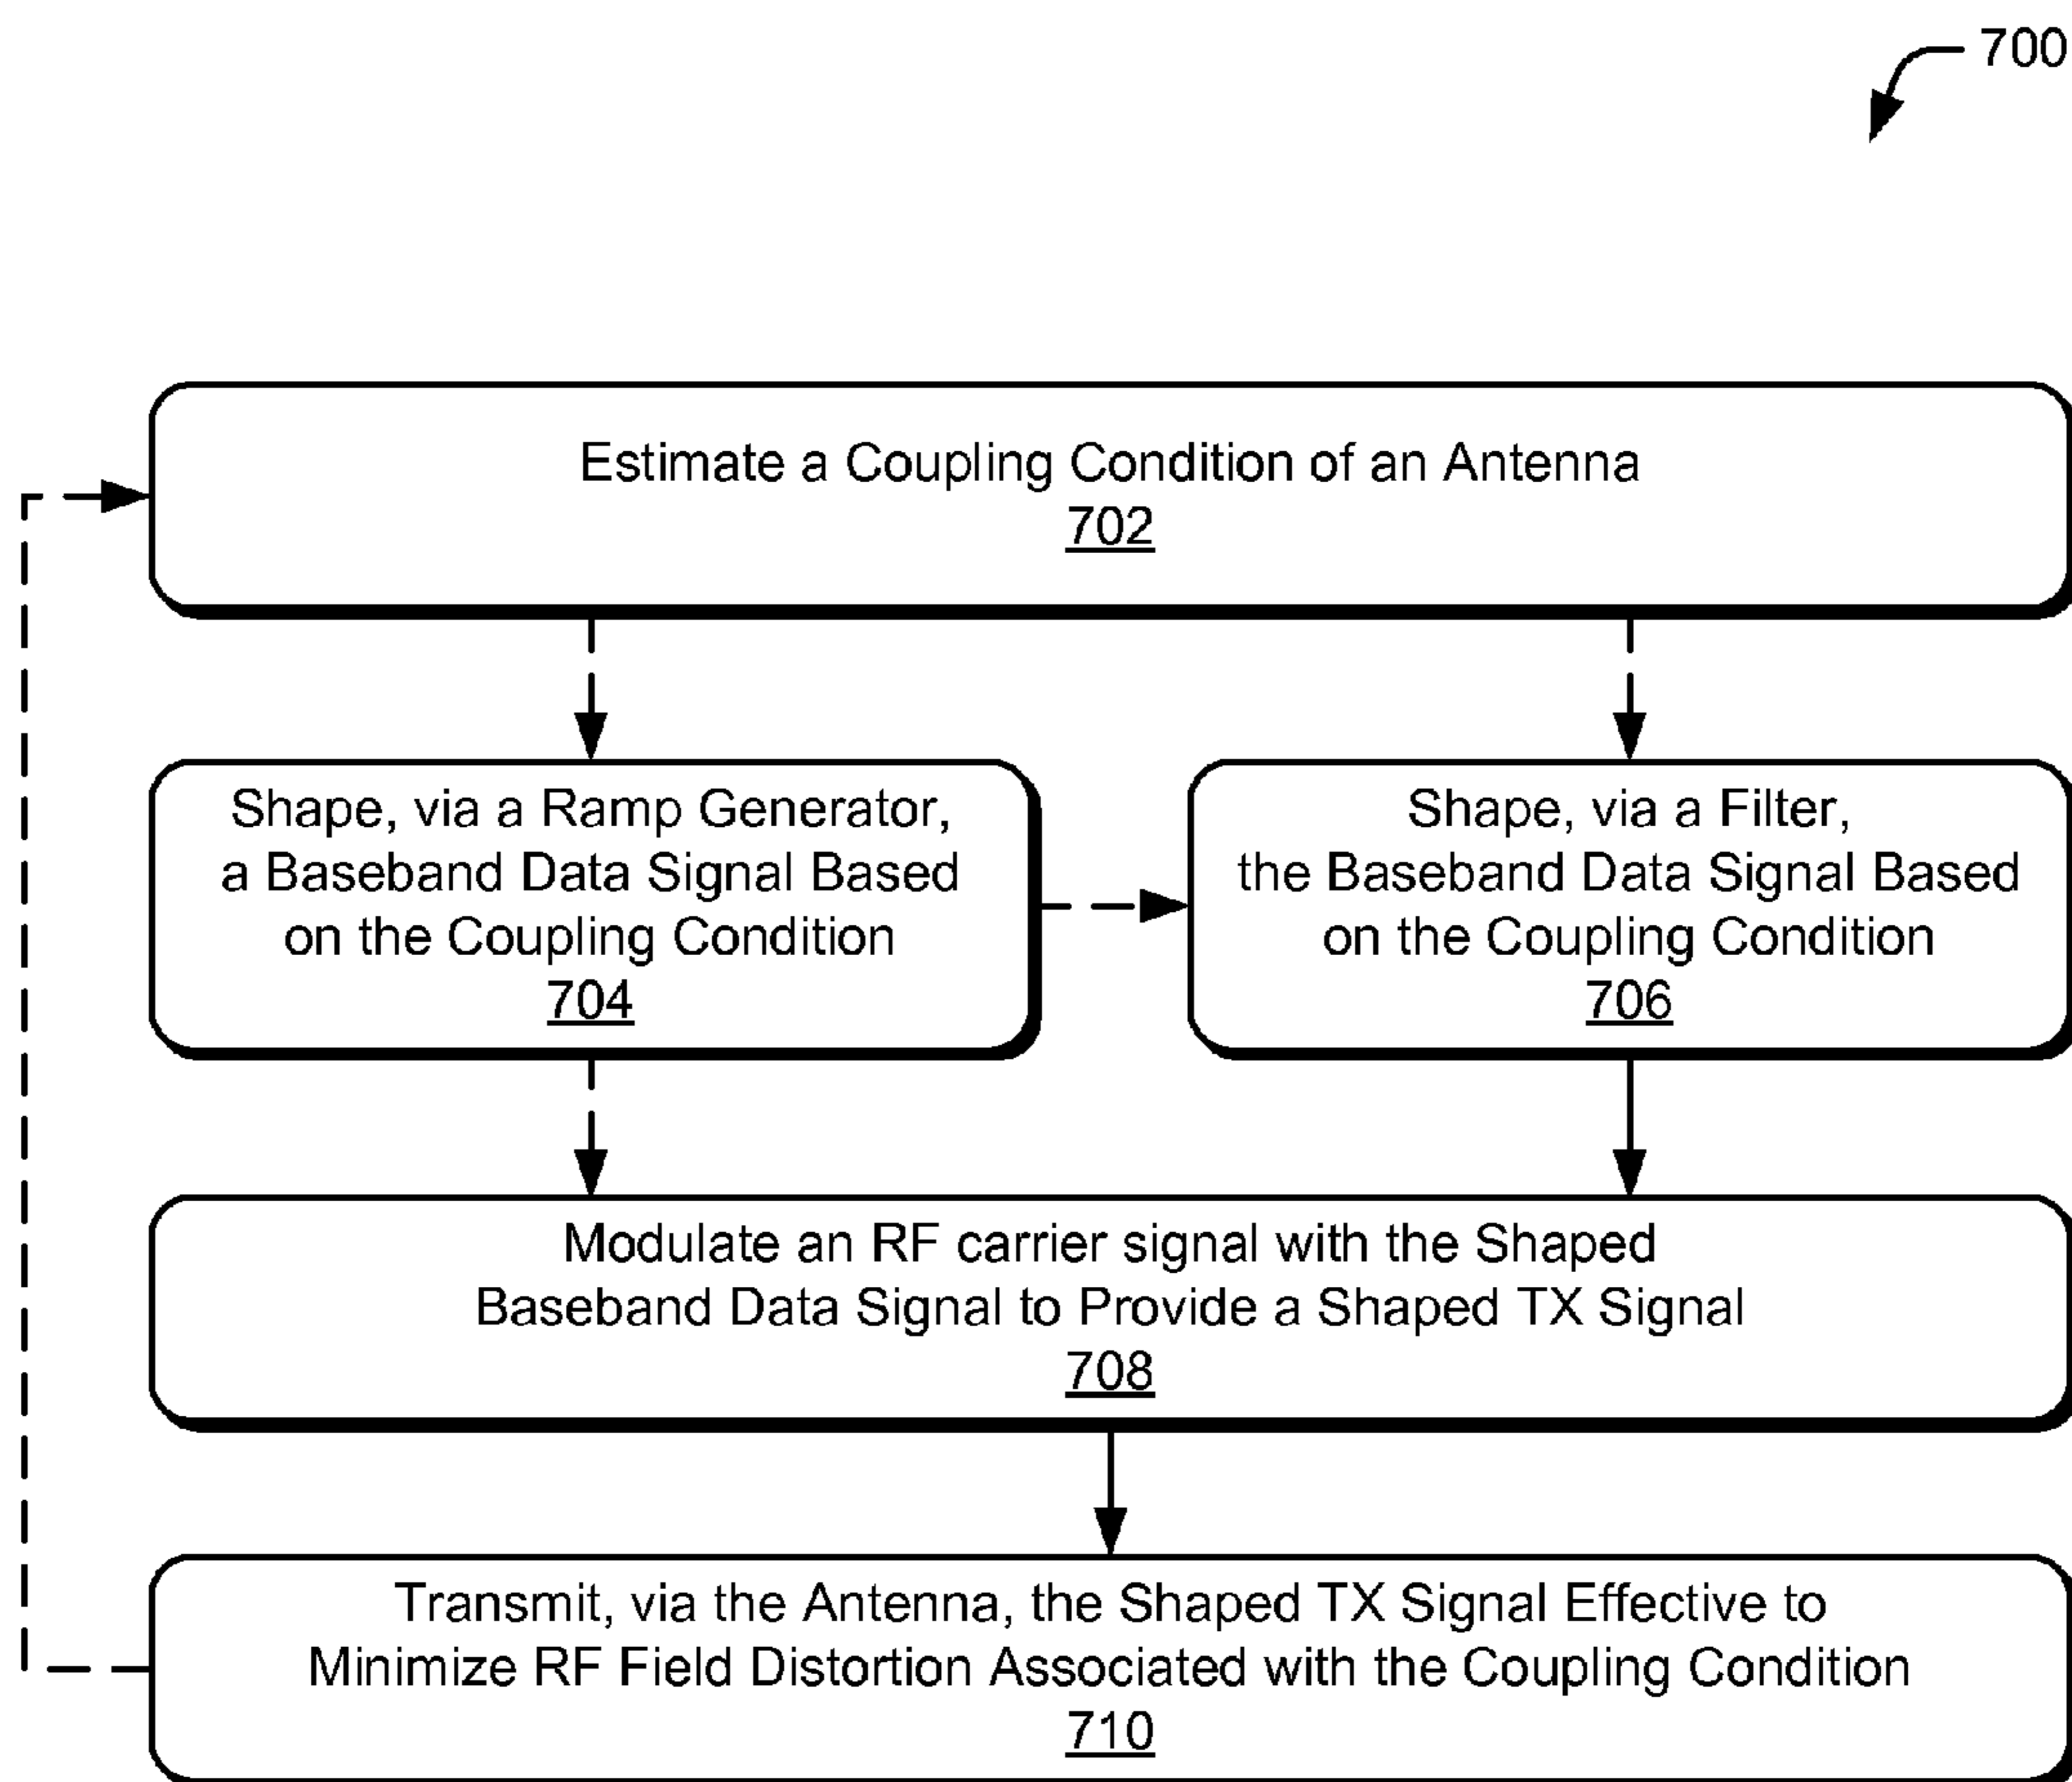 700
Estimate a Coupling Condition of an Antenna
702
Shape, via a Ramp Generator,
a Baseband Data Signal Based
on the Coupling Condition
704
Shape, via a Filter,
the Baseband Data Signal Based
on the Coupling Condition
706
Modulate an RF carrier signal with the Shaped
Baseband Data Signal to Provide a Shaped TX Signal
708
Transmit, via the Antenna, the Shaped TX Signal Effective to
Minimize RF Field Distortion Associated with the Coupling Condition
710